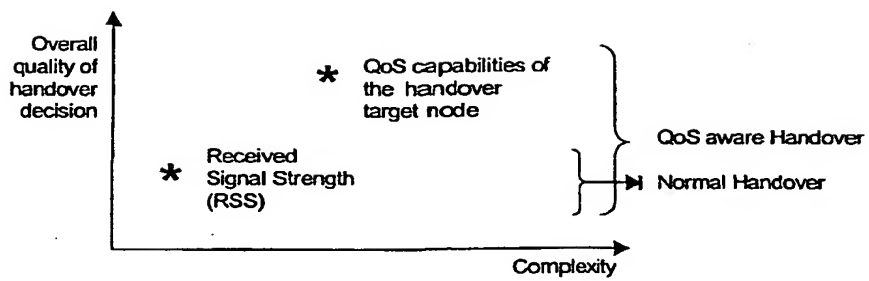 Overall
quality of
handover
decision
* QoS capabilities of
the handover
target node
* Received
Signal Strength
(RSS)
QoS aware Handover
Normal Handover
Complexity